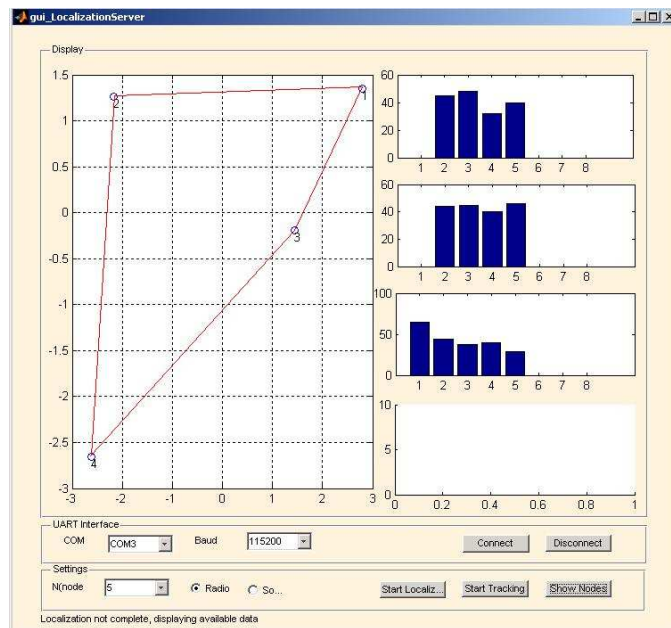 gui_LocalizationServer
Display
1.5
1
0.5
0
-0.5
-1
-1.5
-2
-2.5
-3
-3 -2 -1 0 1 2 3
1
2
3
4
60
40
20
0
1 2 3 4 5 6 7 8
60
40
20
0
1 2 3 4 5 6 7 8
100
50
0
1 2 3 4 5 6 7 8
10
5
0
0 0.2 0.4 0.6 0.8 1
UART Interface
COM COM3 Baud 115200 Connect Disconnect
Settings
N(node 5 Radio So... Start Localiz... Start Tracking Show Nodes
Localization not complete, displaying available data